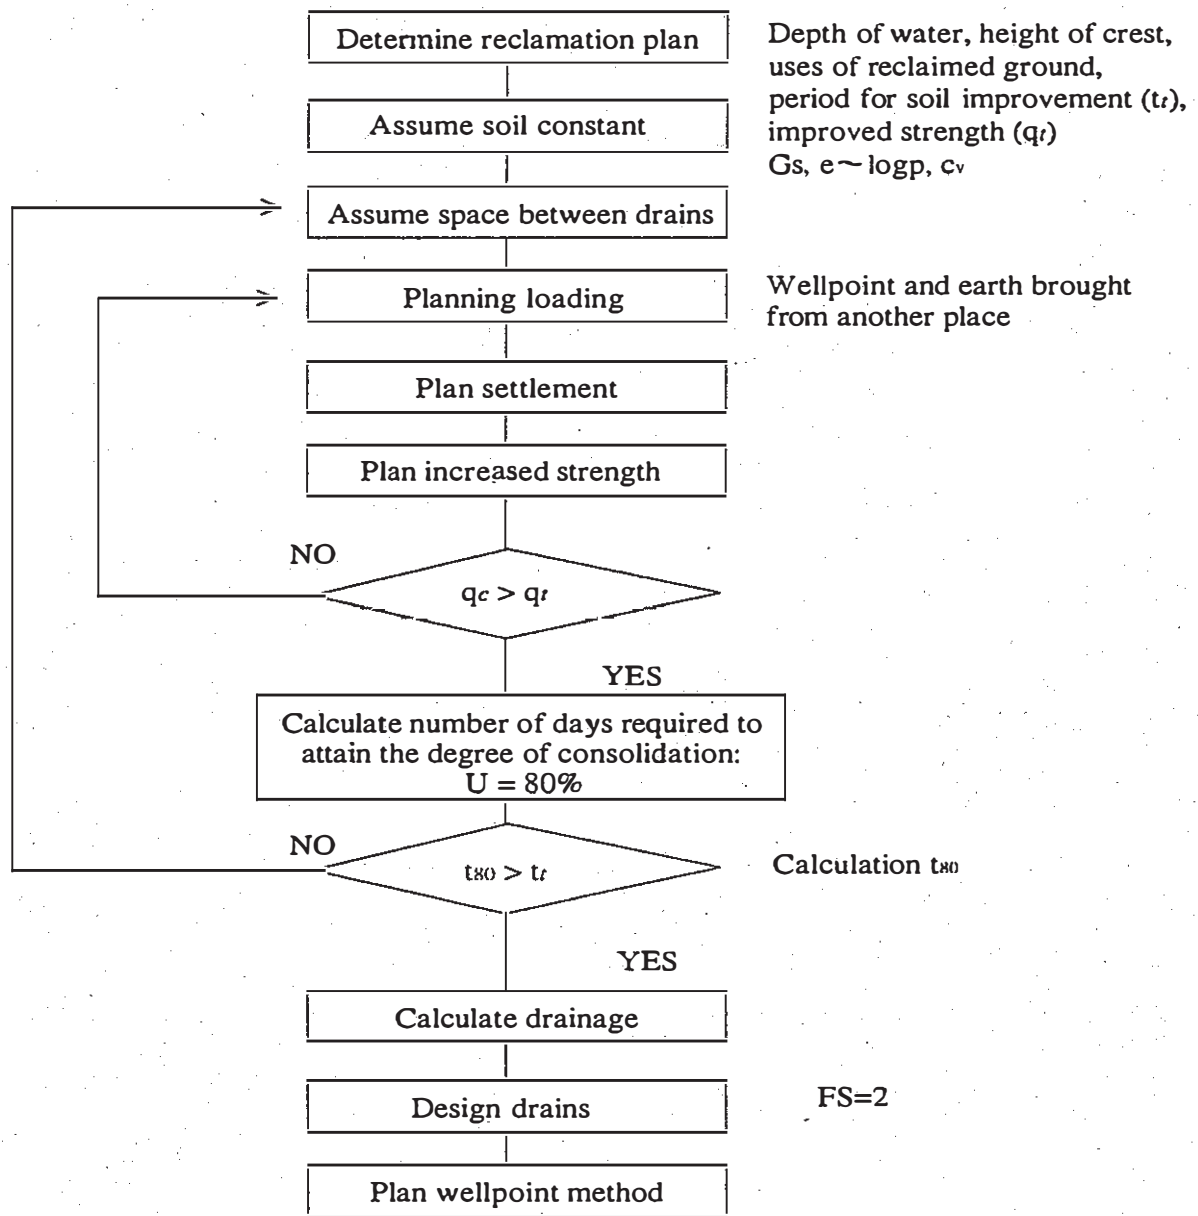 Determine reclamation plan
Depth of water, height of crest,
uses of reclaimed ground,
period for soil improvement (tt),
improved strength (qt)
Gs, e~logp, cv
Assume soil constant
Assume space between drains
Planning loading
Wellpoint and earth brought
from another place
Plan settlement
Plan increased strength
NO
qc > qt
YES
Calculate number of days required to
attain the degree of consolidation:
U = 80%
NO
t80 > tt
Calculation t80
YES
Calculate drainage
Design drains
FS=2
Plan wellpoint method